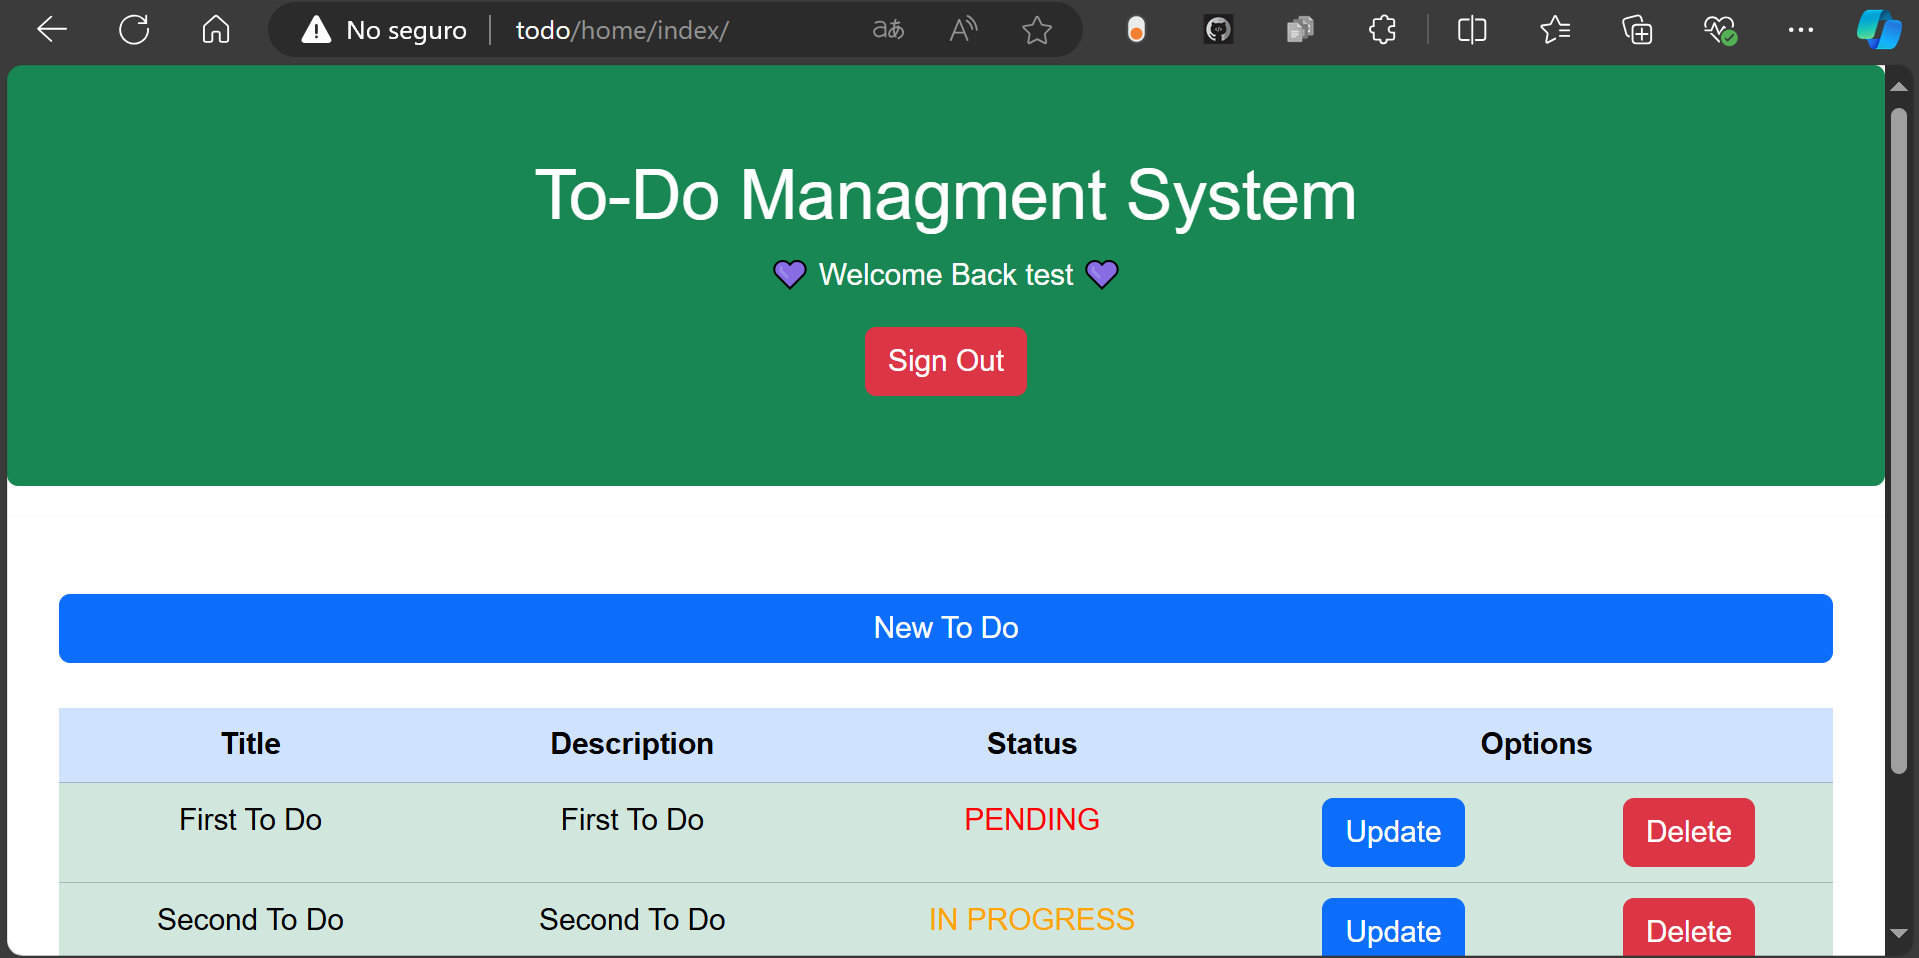 No seguro todo/home/index/
To-Do Managment System
💜 Welcome Back test 💜
Sign Out
New To Do
Title Description Status Options
First To Do First To Do PENDING Update Delete
Second To Do Second To Do IN PROGRESS Update Delete